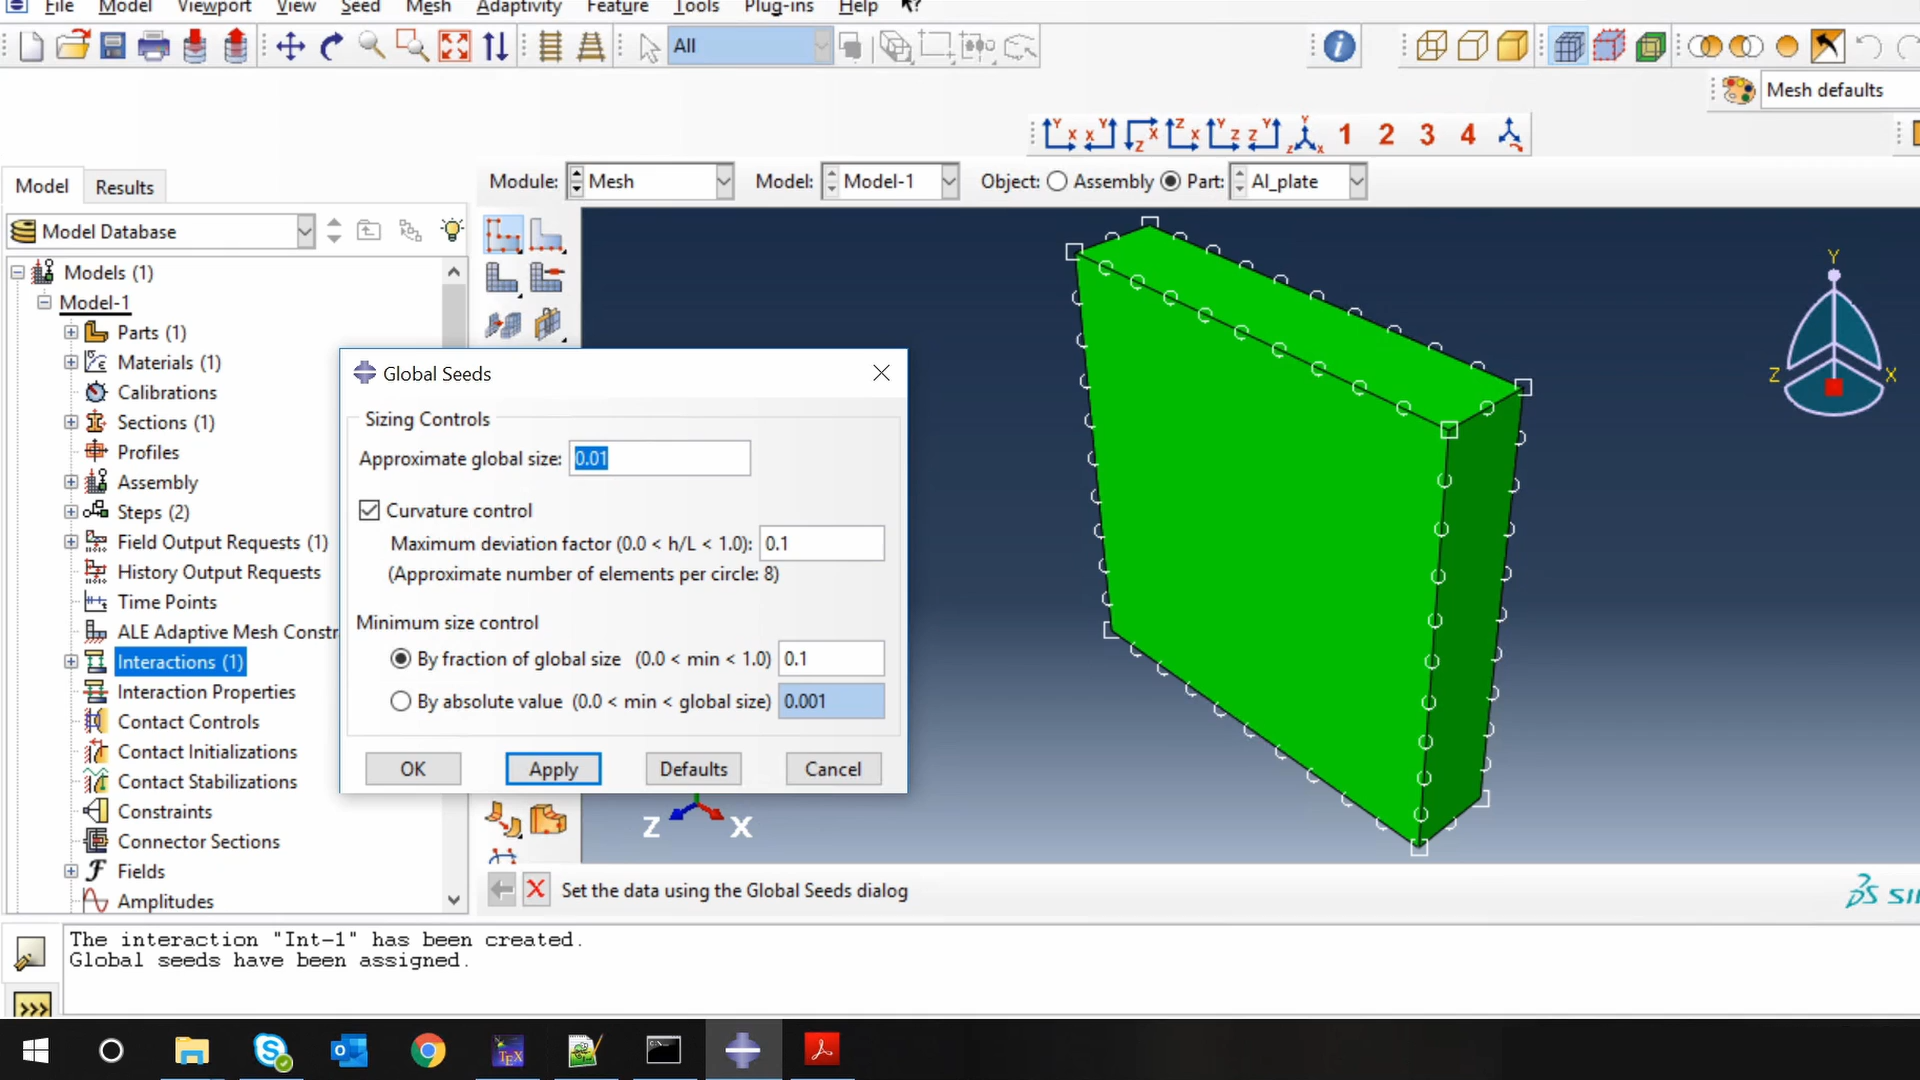 File Model Viewport View Seed Mesh Adaptivity Feature Tools Plug-ins Help
All
Mesh defaults
1 2 3 4
Model Results
Module: Mesh Model: Model-1 Object: Assembly Part: Al_plate
Model Database
Models (1)
Model-1
Parts (1)
Materials (1)
Calibrations
Sections (1)
Profiles
Assembly
Steps (2)
Field Output Requests (1)
History Output Requests
Time Points
ALE Adaptive Mesh Constr
Interactions (1)
Interaction Properties
Contact Controls
Contact Initializations
Contact Stabilizations
Constraints
Connector Sections
Fields
Amplitudes
Global Seeds
Sizing Controls
Approximate global size: 0.01
Curvature control
Maximum deviation factor (0.0 < h/L < 1.0): 0.1
(Approximate number of elements per circle: 8)
Minimum size control
By fraction of global size (0.0 < min < 1.0) 0.1
By absolute value (0.0 < min < global size) 0.001
OK Apply Defaults Cancel
Y
Z X
Z X
Set the data using the Global Seeds dialog
The interaction "Int-1" has been created.
Global seeds have been assigned.
>>>